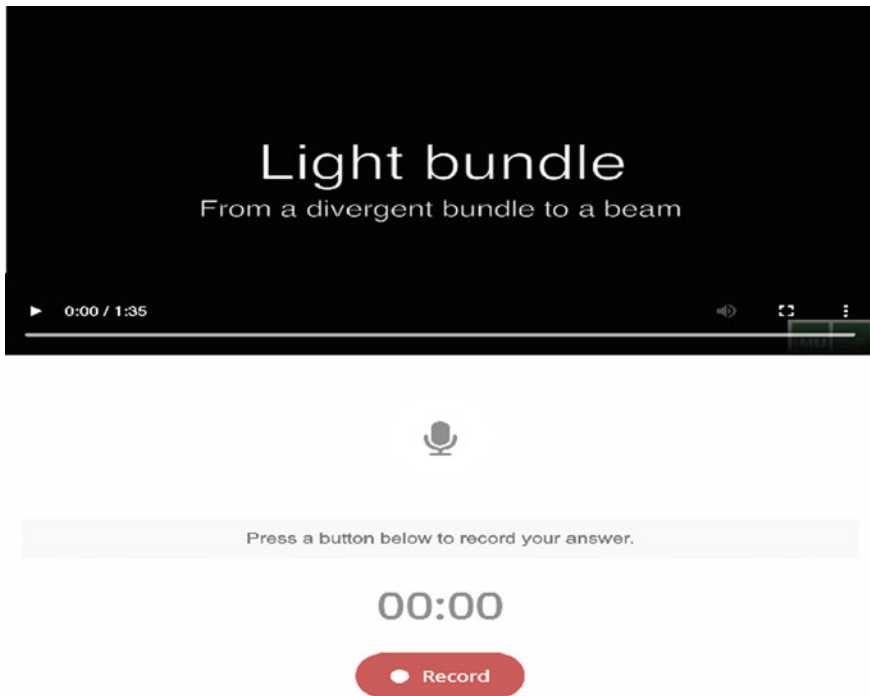 Light bundle
From a divergent bundle to a beam
0:00 / 1:35
LMU
Press a button below to record your answer.
00:00
Record